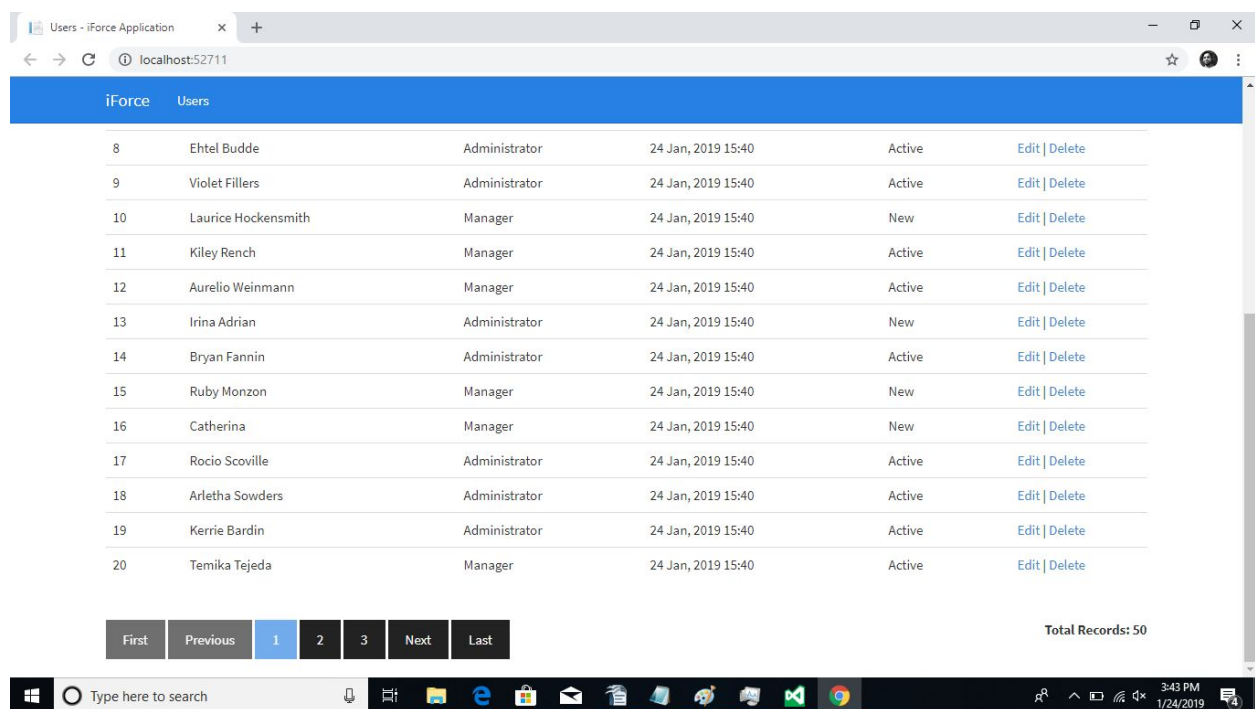 Users - iForce Application
localhost:52711
iForce Users
8 Ehtel Budde Administrator 24 Jan, 2019 15:40 Active Edit | Delete
9 Violet Fillers Administrator 24 Jan, 2019 15:40 Active Edit | Delete
10 Laurice Hockensmith Manager 24 Jan, 2019 15:40 New Edit | Delete
11 Kiley Rench Manager 24 Jan, 2019 15:40 Active Edit | Delete
12 Aurelio Weinmann Manager 24 Jan, 2019 15:40 Active Edit | Delete
13 Irina Adrian Administrator 24 Jan, 2019 15:40 New Edit | Delete
14 Bryan Fannin Administrator 24 Jan, 2019 15:40 Active Edit | Delete
15 Ruby Monzon Manager 24 Jan, 2019 15:40 New Edit | Delete
16 Catherina Manager 24 Jan, 2019 15:40 New Edit | Delete
17 Rocio Scoville Administrator 24 Jan, 2019 15:40 Active Edit | Delete
18 Arletha Sowders Administrator 24 Jan, 2019 15:40 Active Edit | Delete
19 Kerrie Bardin Administrator 24 Jan, 2019 15:40 Active Edit | Delete
20 Temika Tejeda Manager 24 Jan, 2019 15:40 Active Edit | Delete
First Previous 1 2 3 Next Last
Total Records: 50
Type here to search
3:43 PM
1/24/2019
4